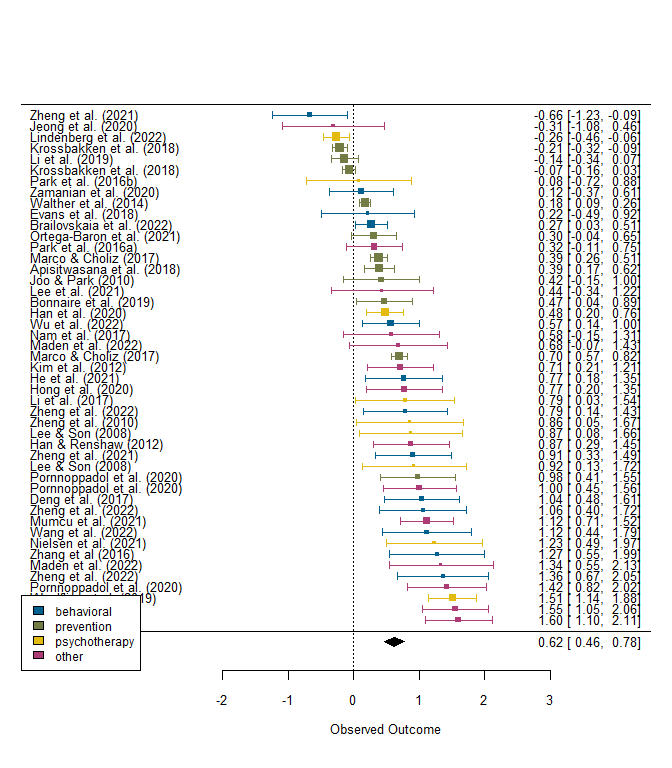 Zheng et al. (2021) -0.66 [-1.23, -0.09]
Jeong et al. (2020) -0.31 [-1.08, 0.46]
Lindenberg et al. (2022) -0.26 [-0.46, -0.06]
Krossbakken et al. (2018) -0.21 [-0.32, -0.09]
Li et al. (2019) -0.14 [-0.34, 0.07]
Krossbakken et al. (2018) -0.07 [-0.16, 0.03]
Park et al. (2016b) 0.08 [-0.72, 0.88]
Zamanian et al. (2020) 0.12 [-0.37, 0.61]
Walther et al. (2014) 0.18 [ 0.09, 0.26]
Evans et al. (2018) 0.22 [-0.49, 0.92]
Brailovskaia et al. (2022) 0.27 [ 0.03, 0.51]
Ortega-Baron et al. (2021) 0.30 [-0.04, 0.65]
Park et al. (2016a) 0.32 [-0.11, 0.75]
Marco & Choliz (2017) 0.39 [ 0.26, 0.51]
Apisitwasana et al. (2018) 0.39 [ 0.17, 0.62]
Joo & Park (2010) 0.42 [-0.15, 1.00]
Lee et al. (2021) 0.44 [-0.34, 1.22]
Bonnaire et al. (2019) 0.47 [ 0.04, 0.89]
Han et al. (2020) 0.48 [ 0.20, 0.76]
Wu et al. (2022) 0.57 [ 0.14, 1.00]
Nam et al. (2017) 0.58 [-0.15, 1.31]
Maden et al. (2022) 0.68 [-0.07, 1.43]
Marco & Choliz (2017) 0.70 [ 0.57, 0.82]
Kim et al. (2012) 0.71 [ 0.21, 1.21]
He et al. (2021) 0.77 [ 0.18, 1.35]
Hong et al. (2020) 0.77 [ 0.20, 1.35]
Li et al. (2017) 0.79 [ 0.03, 1.54]
Zheng et al. (2022) 0.79 [ 0.14, 1.43]
Zheng et al. (2010) 0.86 [ 0.05, 1.67]
Lee & Son (2008) 0.87 [ 0.08, 1.66]
Han & Renshaw (2012) 0.87 [ 0.29, 1.45]
Zheng et al. (2021) 0.91 [ 0.33, 1.49]
Lee & Son (2008) 0.92 [ 0.13, 1.72]
Pornnoppadol et al. (2020) 0.98 [ 0.41, 1.55]
Pornnoppadol et al. (2020) 1.00 [ 0.45, 1.56]
Deng et al. (2017) 1.04 [ 0.48, 1.61]
Zheng et al. (2022) 1.06 [ 0.40, 1.72]
Mumcu et al. (2021) 1.12 [ 0.71, 1.52]
Wang et al. (2022) 1.12 [ 0.44, 1.79]
Nielsen et al. (2021) 1.23 [ 0.49, 1.97]
Zhang et al (2016) 1.27 [ 0.55, 1.99]
Maden et al. (2022) 1.34 [ 0.55, 2.13]
Zheng et al. (2022) 1.36 [ 0.67, 2.05]
Pornnoppadol et al. (2020) 1.42 [ 0.82, 2.02]
1.51 [ 1.14, 1.88]
1.55 [ 1.05, 2.06]
1.60 [ 1.10, 2.11]
behavioral
prevention
psychotherapy
other
0.62 [ 0.46, 0.78]
-2 -1 0 1 2 3
Observed Outcome